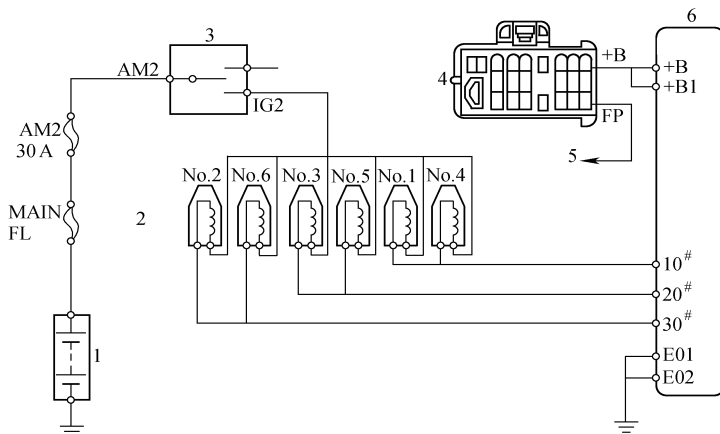 6
3
+B
AM2
4
+B
+B1
IG2
FP
AM2
30 A
5
No.2
No.6
No.3
No.5
No.1
No.4
MAIN
FL
2
10#
20#
30#
1
E01
E02